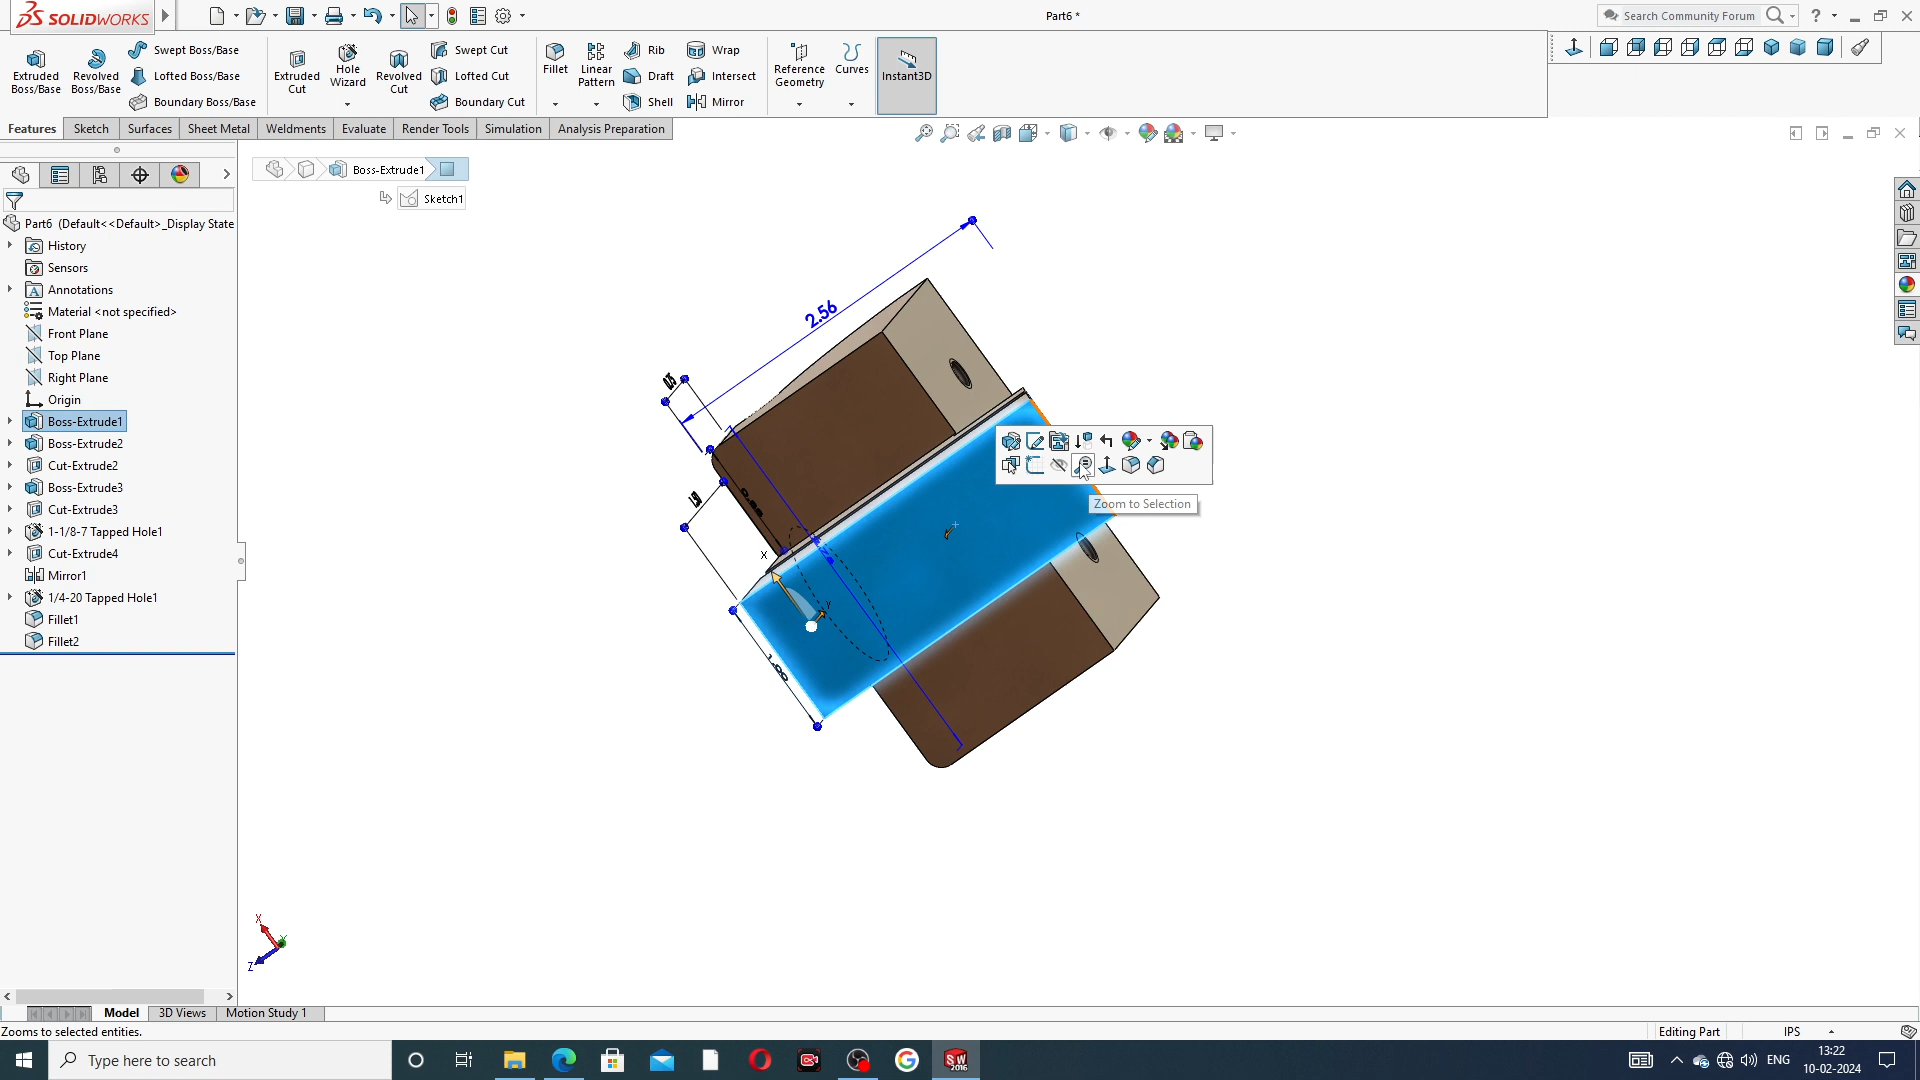 SOLIDWORKS
Part6 *
Search Community Forum
Extruded Boss/Base
Revolved Boss/Base
Swept Boss/Base
Lofted Boss/Base
Boundary Boss/Base
Extruded Cut
Hole Wizard
Revolved Cut
Swept Cut
Lofted Cut
Boundary Cut
Fillet
Linear Pattern
Rib
Draft
Shell
Wrap
Intersect
Mirror
Reference Geometry
Curves
Instant3D
Features
Sketch
Surfaces
Sheet Metal
Weldments
Evaluate
Render Tools
Simulation
Analysis Preparation
Boss-Extrude1
Sketch1
Part6 (Default<<Default>_Display State
History
Sensors
Annotations
Material <not specified>
Front Plane
Top Plane
Right Plane
Origin
Boss-Extrude1
Boss-Extrude2
Cut-Extrude2
Boss-Extrude3
Cut-Extrude3
1-1/8-7 Tapped Hole1
Cut-Extrude4
Mirror1
1/4-20 Tapped Hole1
Fillet1
Fillet2
2.56
X
Y
Zoom to Selection
X
Y
Z
Model
3D Views
Motion Study 1
Zooms to selected entities.
Editing Part
IPS
Type here to search
SW
2016
ENG
13:22
10-02-2024